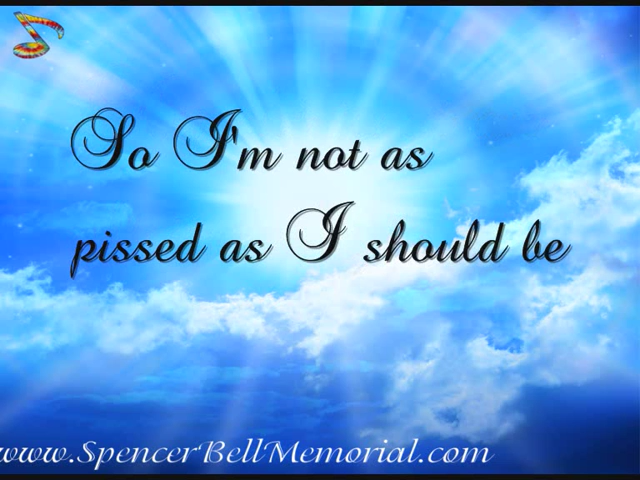 So I'm not as
pissed as I should be
www.SpencerBellMemorial.com